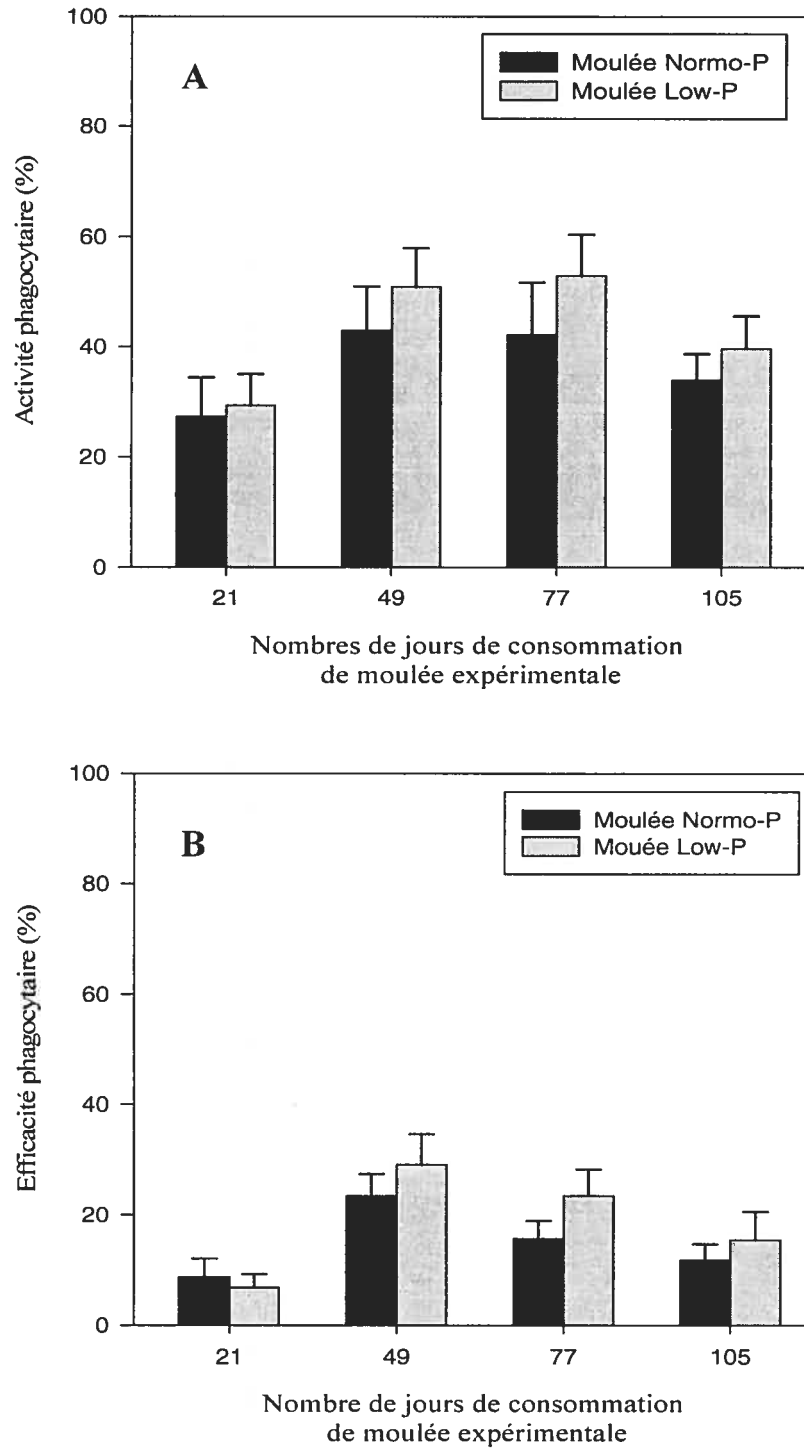 100
80
60
40
20
0
Activité phagocytaire (%)
A
Moulée Normo-P
Moulée Low-P
21 49 77 105
Nombres de jours de consommation
de moulée expérimentale
100
80
60
40
20
0
Efficacité phagocytaire (%)
B
Moulée Normo-P
Mouée Low-P
21 49 77 105
Nombre de jours de consommation
de moulée expérimentale